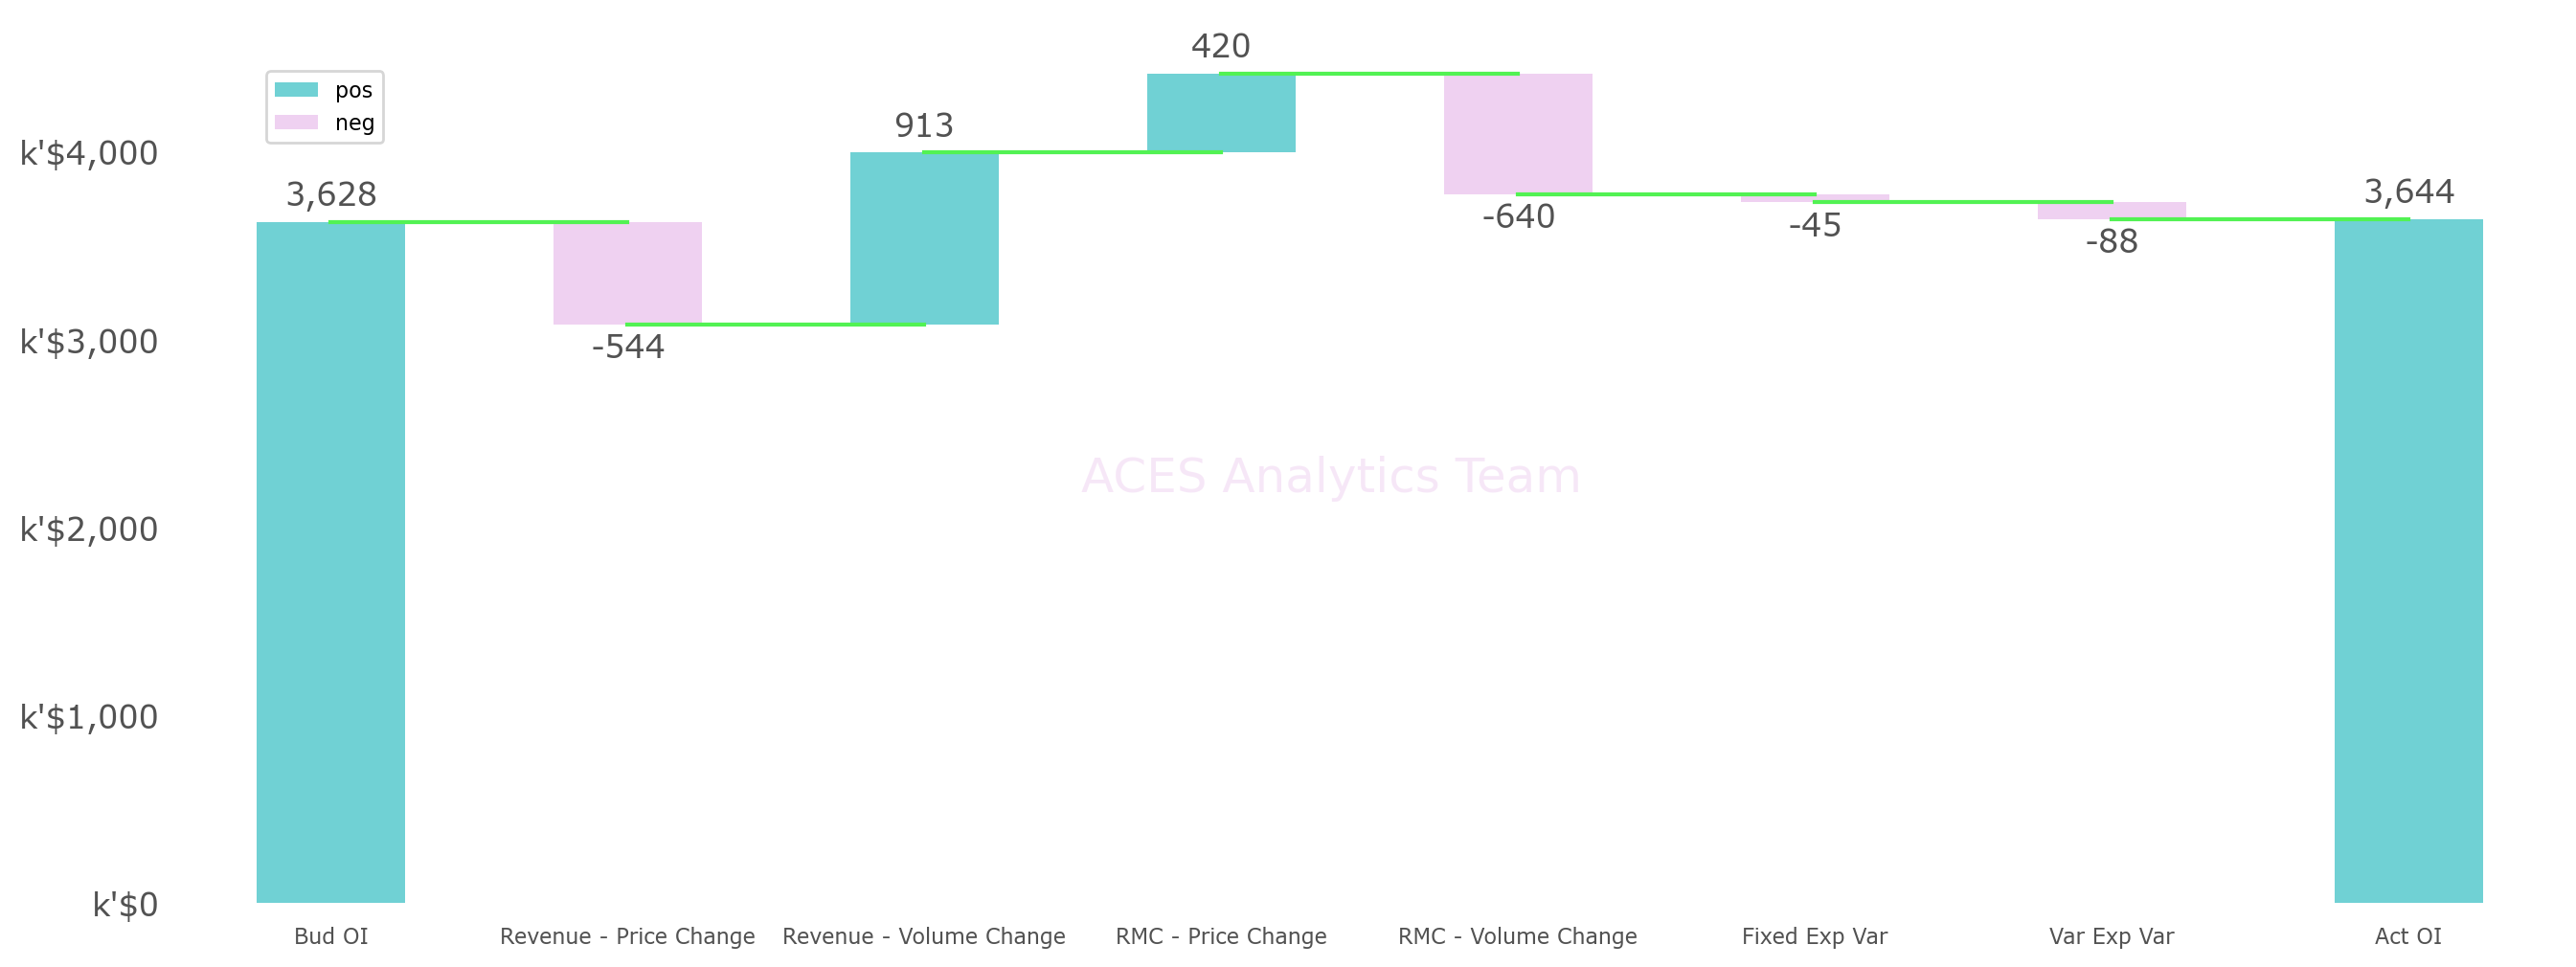 420
pos
neg
913
k'$4,000
3,628
3,644
-640
-45
-88
k'$3,000
-544
ACES Analytics Team
k'$2,000
k'$1,000
k'$0
Bud OI
Revenue - Price Change
Revenue - Volume Change
RMC - Price Change
RMC - Volume Change
Fixed Exp Var
Var Exp Var
Act OI